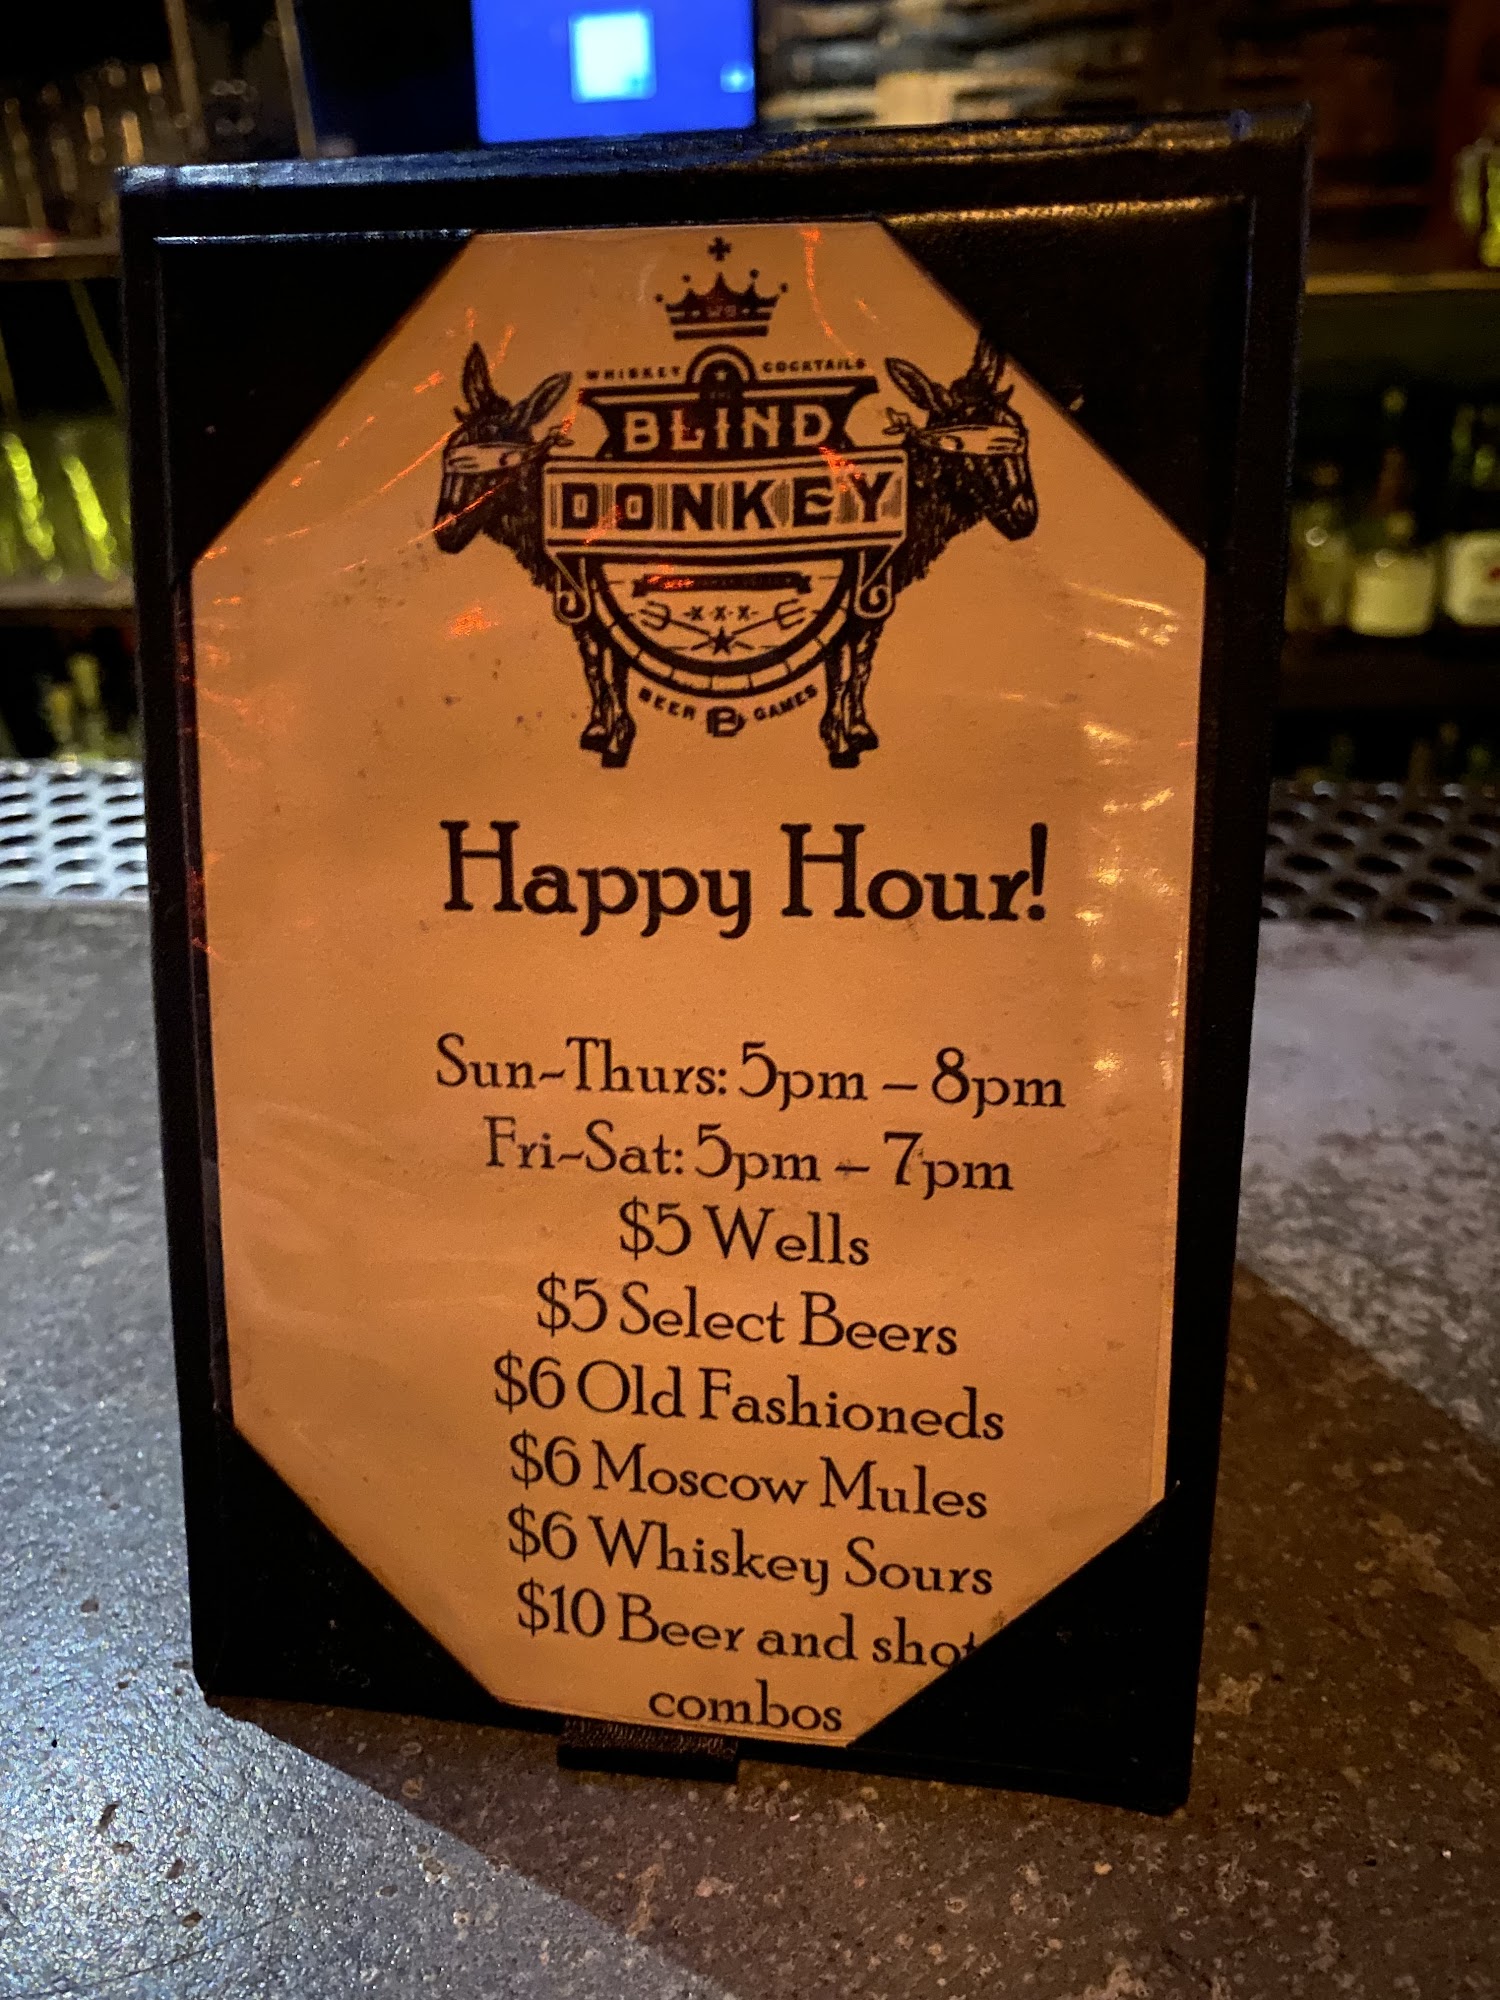 WHISKEY COCKTAILS
THE
BLIND
DONKEY
-X-X-X-
BEER B GAMES
Happy Hour!
Sun-Thurs: 5pm – 8pm
Fri-Sat: 5pm – 7pm
$5 Wells
$5 Select Beers
$6 Old Fashioneds
$6 Moscow Mules
$6 Whiskey Sours
$10 Beer and shot
combos